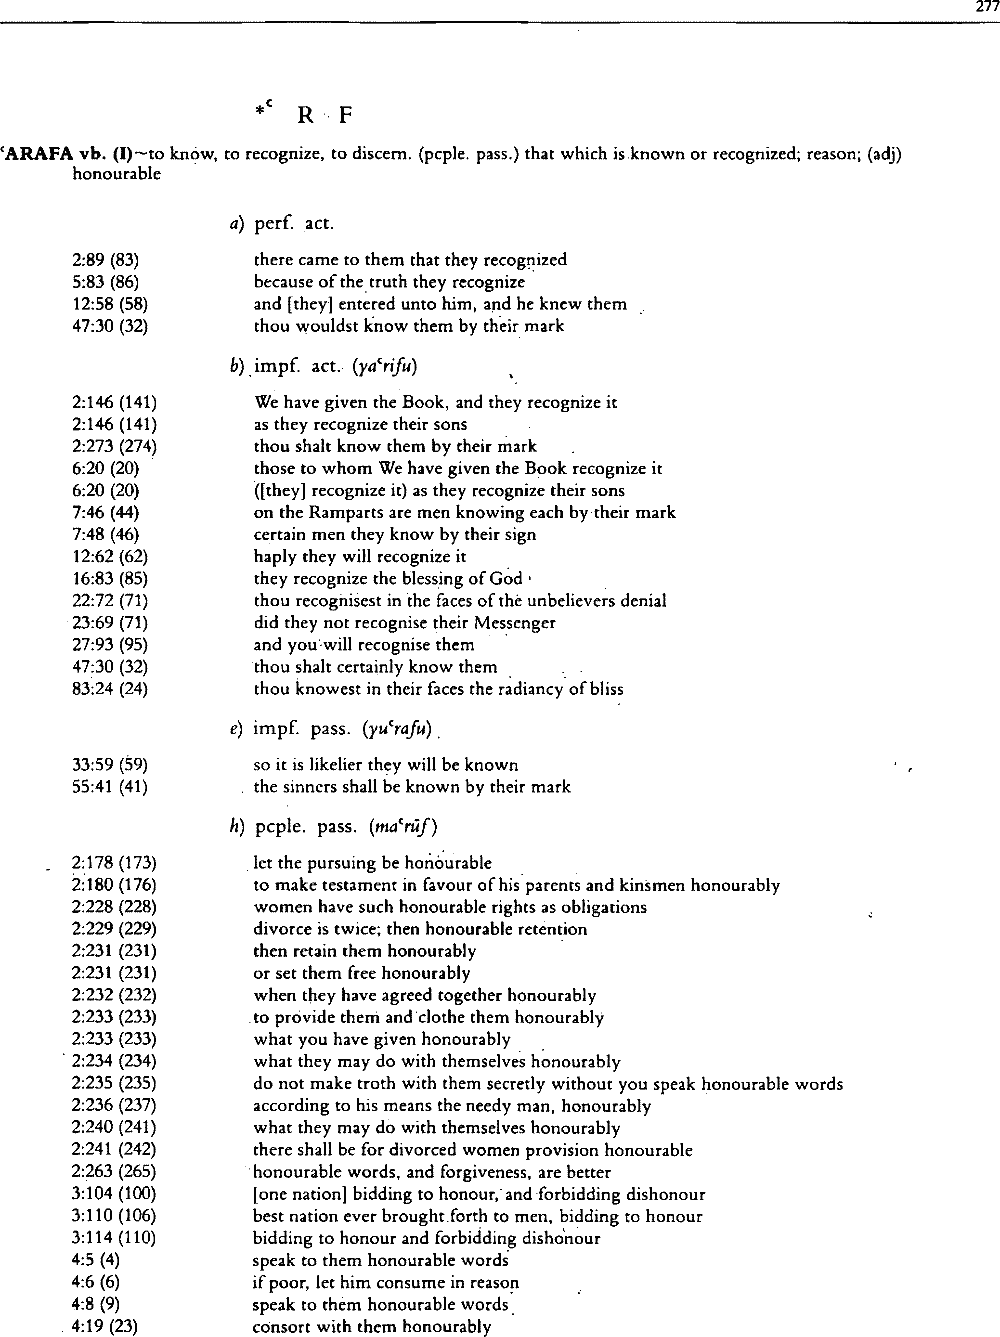 277
*ʿ R F
ʿARAFA vb. (I)~to know, to recognize, to discern. (pcple. pass.) that which is known or recognized; reason; (adj)
honourable
a) perf. act.
2:89 (83) there came to them that they recognized
5:83 (86) because of the truth they recognize
12:58 (58) and [they] entered unto him, and he knew them
47:30 (32) thou wouldst know them by their mark
b) impf. act. (yaʿrifu)
2:146 (141) We have given the Book, and they recognize it
2:146 (141) as they recognize their sons
2:273 (274) thou shalt know them by their mark
6:20 (20) those to whom We have given the Book recognize it
6:20 (20) ([they] recognize it) as they recognize their sons
7:46 (44) on the Ramparts are men knowing each by their mark
7:48 (46) certain men they know by their sign
12:62 (62) haply they will recognize it
16:83 (85) they recognize the blessing of God
22:72 (71) thou recognisest in the faces of the unbelievers denial
23:69 (71) did they not recognise their Messenger
27:93 (95) and you will recognise them
47:30 (32) thou shalt certainly know them
83:24 (24) thou knowest in their faces the radiancy of bliss
e) impf. pass. (yuʿrafu)
33:59 (59) so it is likelier they will be known
55:41 (41) the sinners shall be known by their mark
h) pcple. pass. (maʿrūf)
2:178 (173) let the pursuing be honourable
2:180 (176) to make testament in favour of his parents and kinsmen honourably
2:228 (228) women have such honourable rights as obligations
2:229 (229) divorce is twice; then honourable retention
2:231 (231) then retain them honourably
2:231 (231) or set them free honourably
2:232 (232) when they have agreed together honourably
2:233 (233) to provide them and clothe them honourably
2:233 (233) what you have given honourably
2:234 (234) what they may do with themselves honourably
2:235 (235) do not make troth with them secretly without you speak honourable words
2:236 (237) according to his means the needy man, honourably
2:240 (241) what they may do with themselves honourably
2:241 (242) there shall be for divorced women provision honourable
2:263 (265) honourable words, and forgiveness, are better
3:104 (100) [one nation] bidding to honour, and forbidding dishonour
3:110 (106) best nation ever brought forth to men, bidding to honour
3:114 (110) bidding to honour and forbidding dishonour
4:5 (4) speak to them honourable words
4:6 (6) if poor, let him consume in reason
4:8 (9) speak to them honourable words
4:19 (23) consort with them honourably